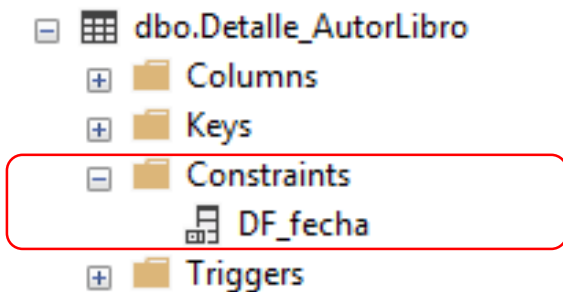 dbo.Detalle_AutorLibro
Columns
Keys
Constraints
DF_fecha
Triggers